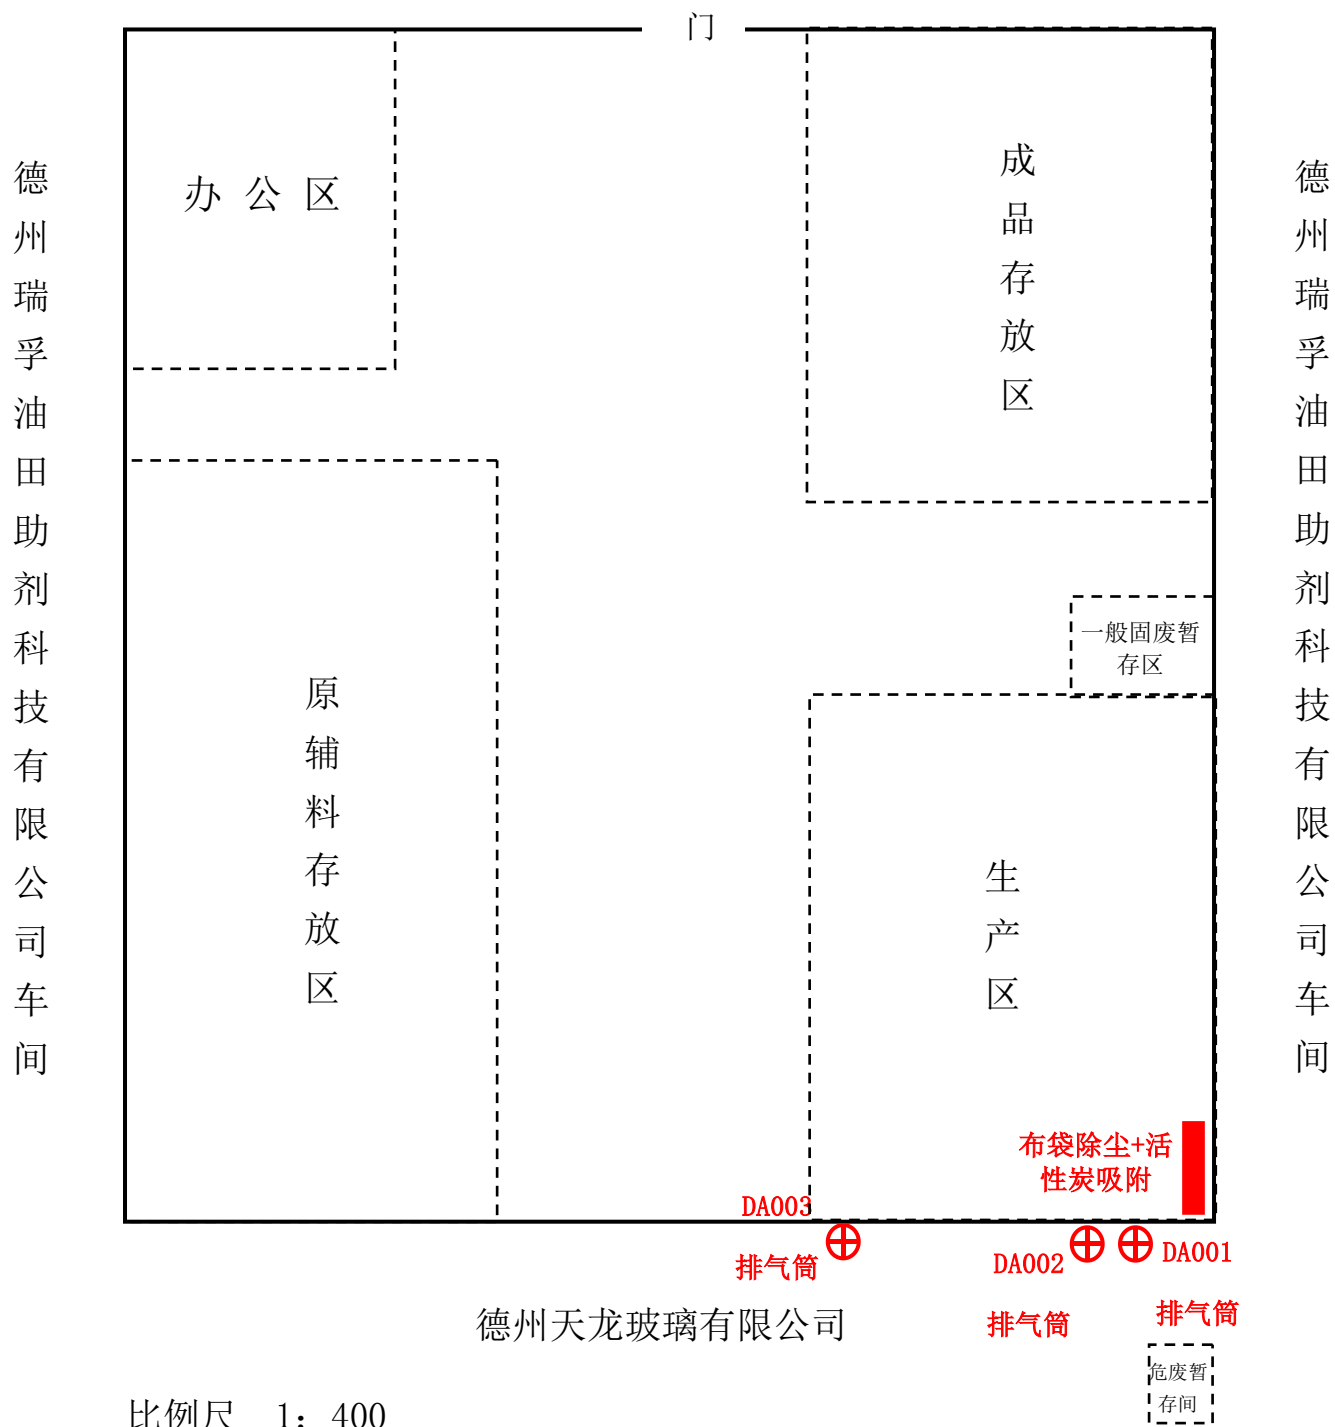 门
德州瑞孚油田助剂科技有限公司车间
办公区
成品存放区
德州瑞孚油田助剂科技有限公司车间
一般固废暂
存区
原辅料存放区
生产区
布袋除尘+活
性炭吸附
DA003
排气筒
DA002
排气筒
DA001
排气筒
德州天龙玻璃有限公司
危废暂
存间
比例尺 1：400